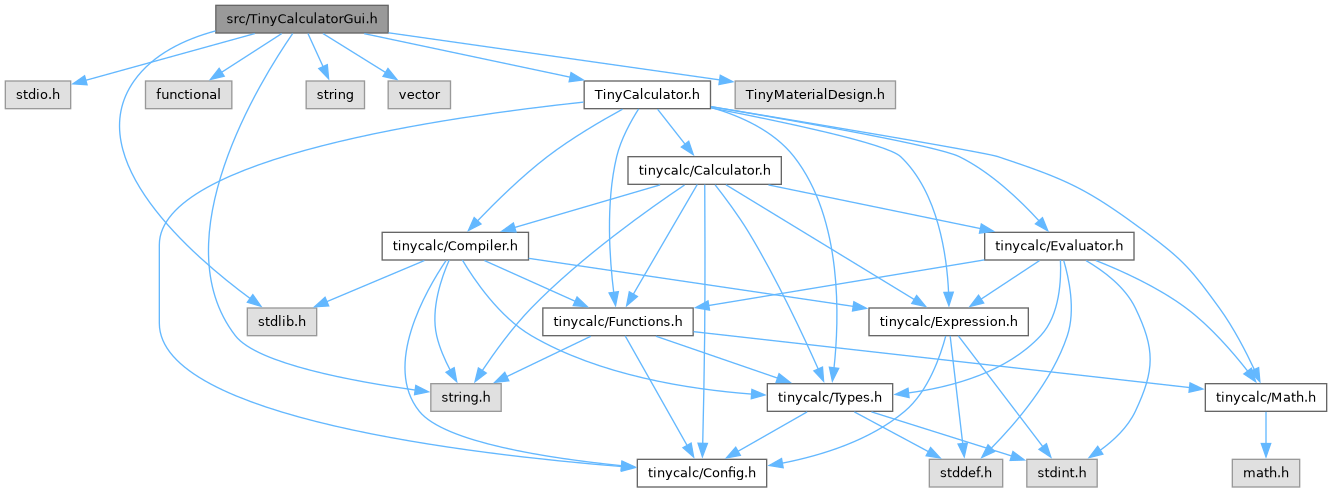 src/TinyCalculatorGui.h
stdio.h
functional
string
vector
TinyCalculator.h
TinyMaterialDesign.h
tinycalc/Calculator.h
tinycalc/Compiler.h
tinycalc/Evaluator.h
stdlib.h
tinycalc/Functions.h
tinycalc/Expression.h
string.h
tinycalc/Types.h
tinycalc/Math.h
tinycalc/Config.h
stddef.h
stdint.h
math.h